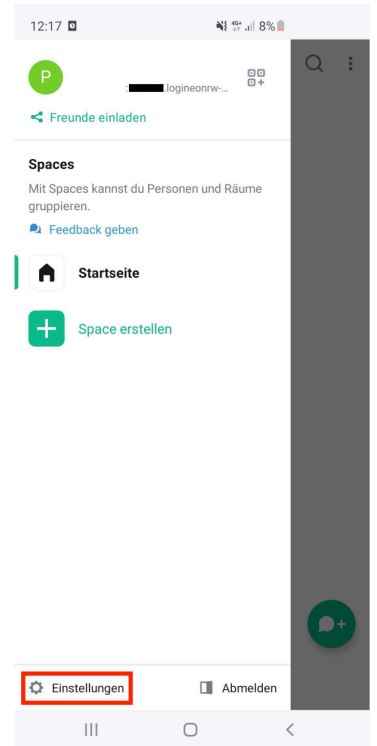 12:17
4G+
8%
P
:
.logineonrw-...
Freunde einladen
Spaces
Mit Spaces kannst du Personen und Räume
gruppieren.
Feedback geben
Startseite
Space erstellen
Einstellungen
Abmelden